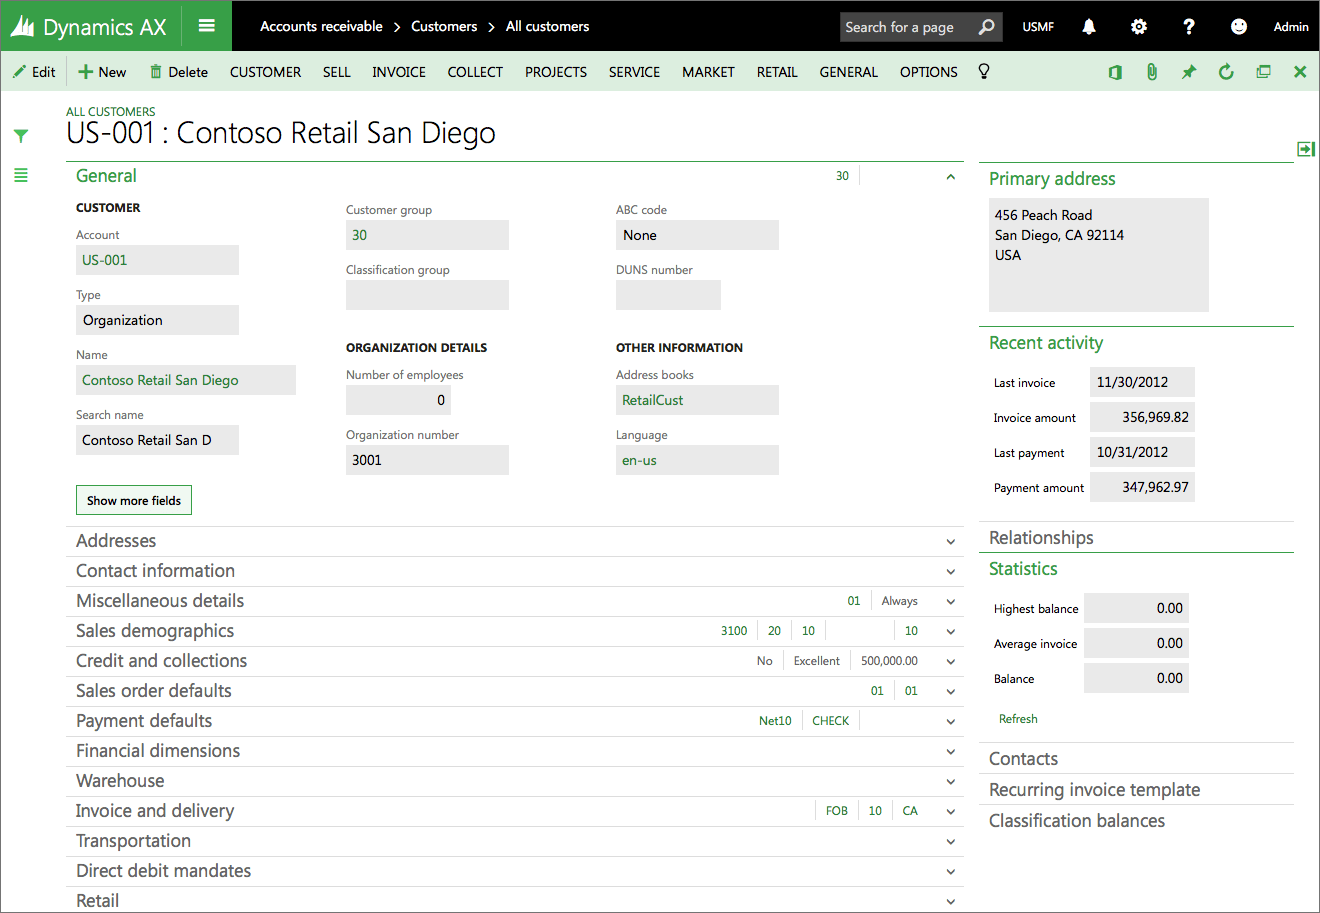 Dynamics AX
Accounts receivable > Customers > All customers
Search for a page
USMF
?
Admin
Edit
New
Delete
CUSTOMER
SELL
INVOICE
COLLECT
PROJECTS
SERVICE
MARKET
RETAIL
GENERAL
OPTIONS
ALL CUSTOMERS
US-001 : Contoso Retail San Diego
General
30
CUSTOMER
Account
US-001
Type
Organization
Name
Contoso Retail San Diego
Search name
Contoso Retail San D
Customer group
30
Classification group
ORGANIZATION DETAILS
Number of employees
0
Organization number
3001
ABC code
None
DUNS number
OTHER INFORMATION
Address books
RetailCust
Language
en-us
Show more fields
Addresses
Contact information
Miscellaneous details 01 Always
Sales demographics 3100 20 10 10
Credit and collections No Excellent 500,000.00
Sales order defaults 01 01
Payment defaults Net10 CHECK
Financial dimensions
Warehouse
Invoice and delivery FOB 10 CA
Transportation
Direct debit mandates
Retail
Primary address
456 Peach Road
San Diego, CA 92114
USA
Recent activity
Last invoice 11/30/2012
Invoice amount 356,969.82
Last payment 10/31/2012
Payment amount 347,962.97
Relationships
Statistics
Highest balance 0.00
Average invoice 0.00
Balance 0.00
Refresh
Contacts
Recurring invoice template
Classification balances